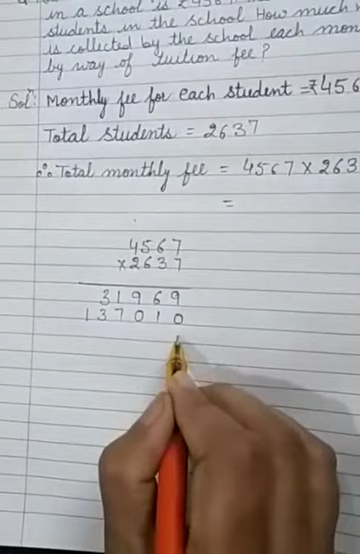 in a school is ₹456
students in the school How much
is collected by the school each mon
by way of Tuition fee?
Solⁿ: Monthly fee for each student = ₹456
Total students = 2637
∴ Total monthly fee = 4567 × 263
=
4567
×2637
31969
137010